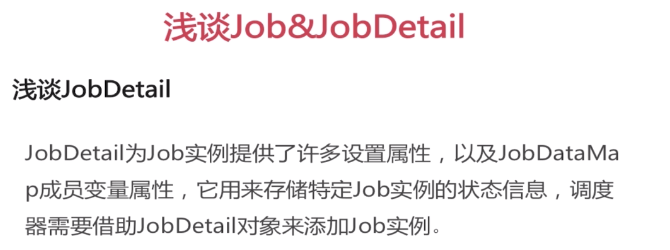 浅谈Job&JobDetail
浅谈JobDetail
JobDetail为Job实例提供了许多设置属性，以及JobDataMa
p成员变量属性，它用来存储特定Job实例的状态信息，调度
器需要借助JobDetail对象来添加Job实例。